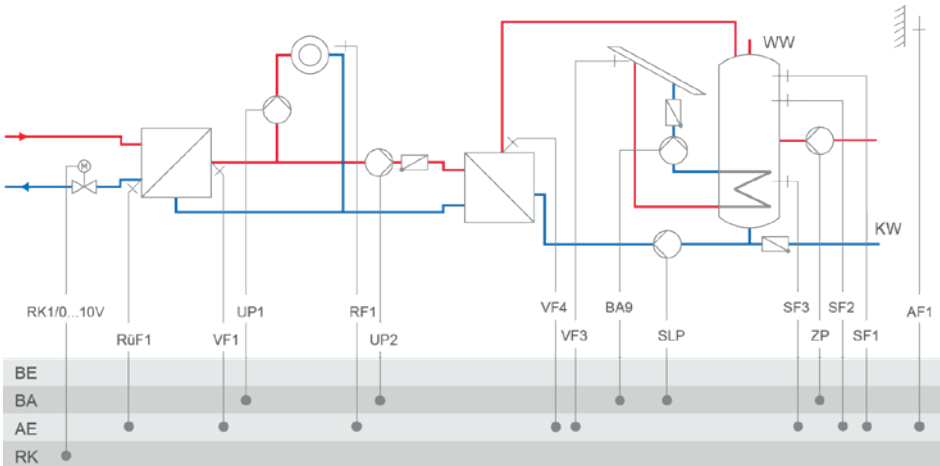 WW
M
KW
RK1/0...10V UP1 RF1 VF4 BA9 SF3 SF2 AF1
RüF1 VF1 UP2 VF3 SLP ZP SF1
BE
BA
AE
RK